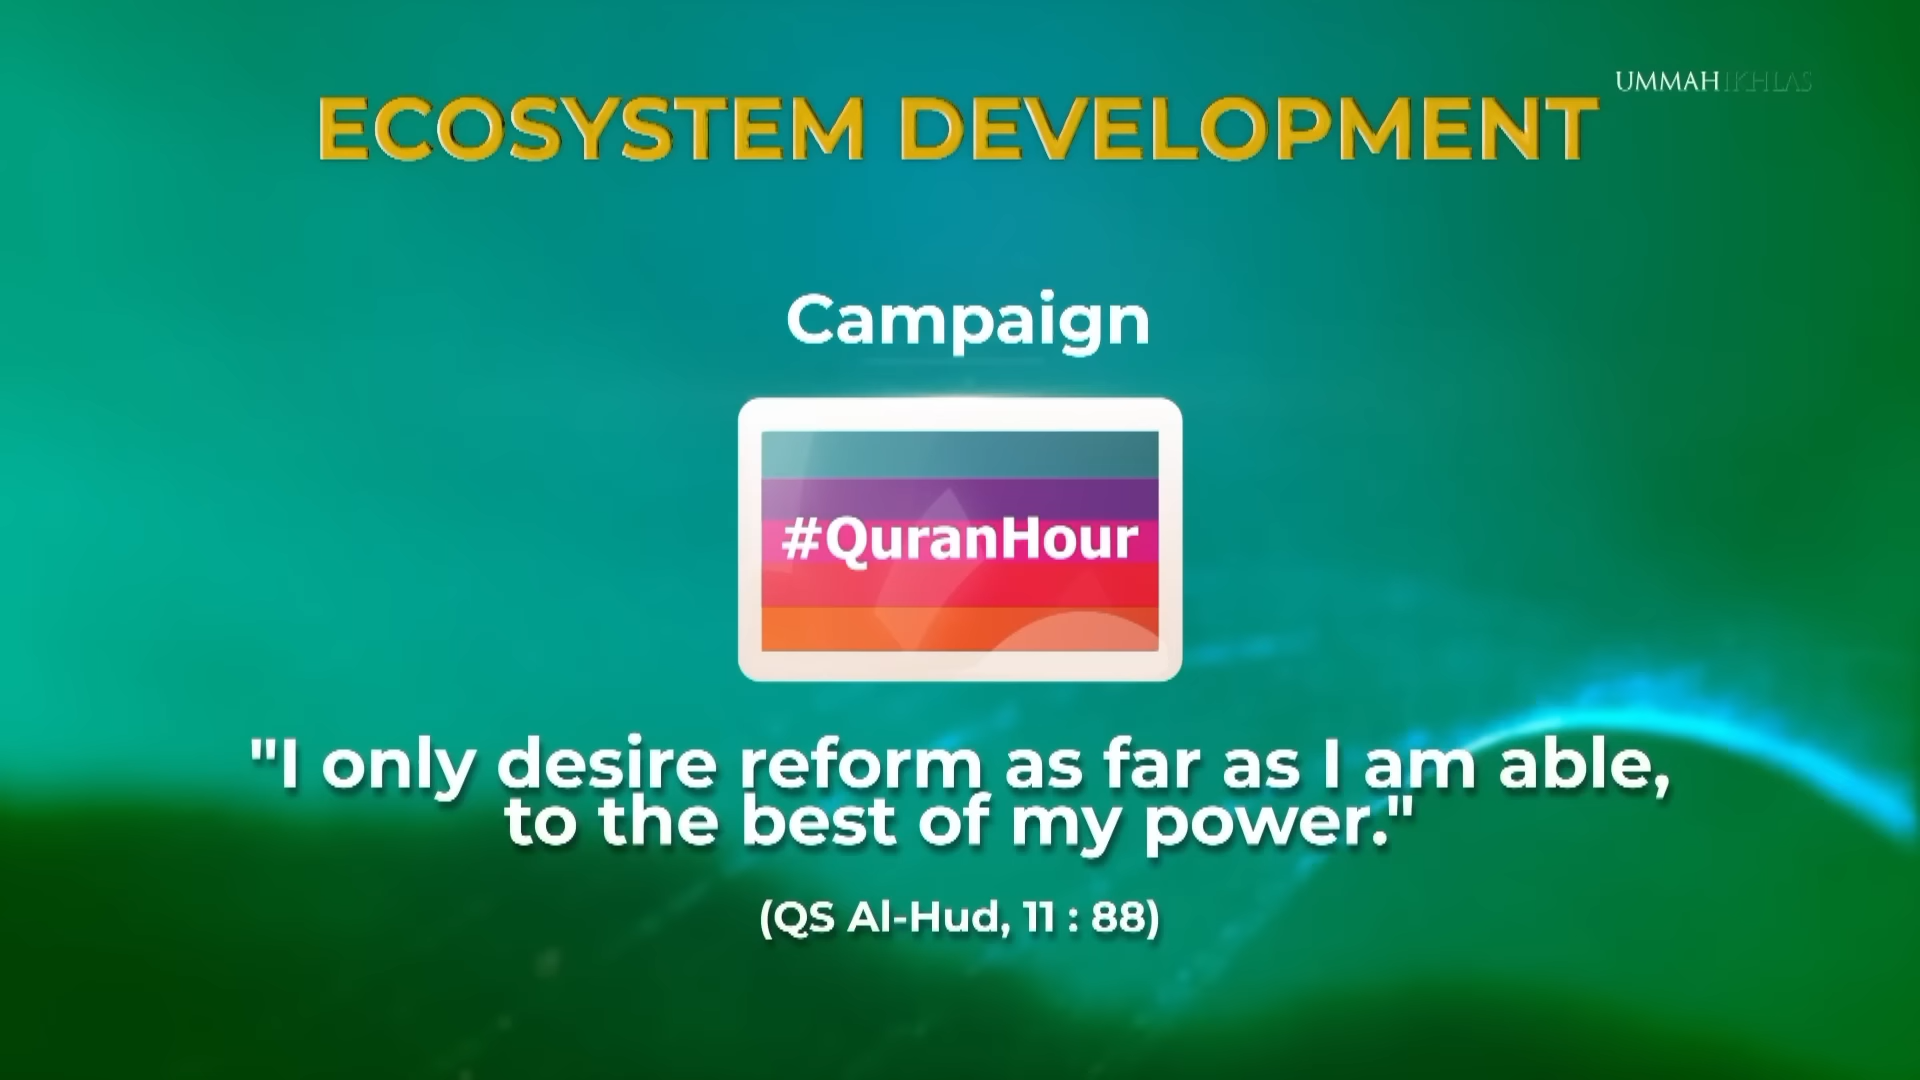 UMMAHIKHLAS
ECOSYSTEM DEVELOPMENT
Campaign
#QuranHour
"I only desire reform as far as I am able,
to the best of my power."
(QS Al-Hud, 11 : 88)